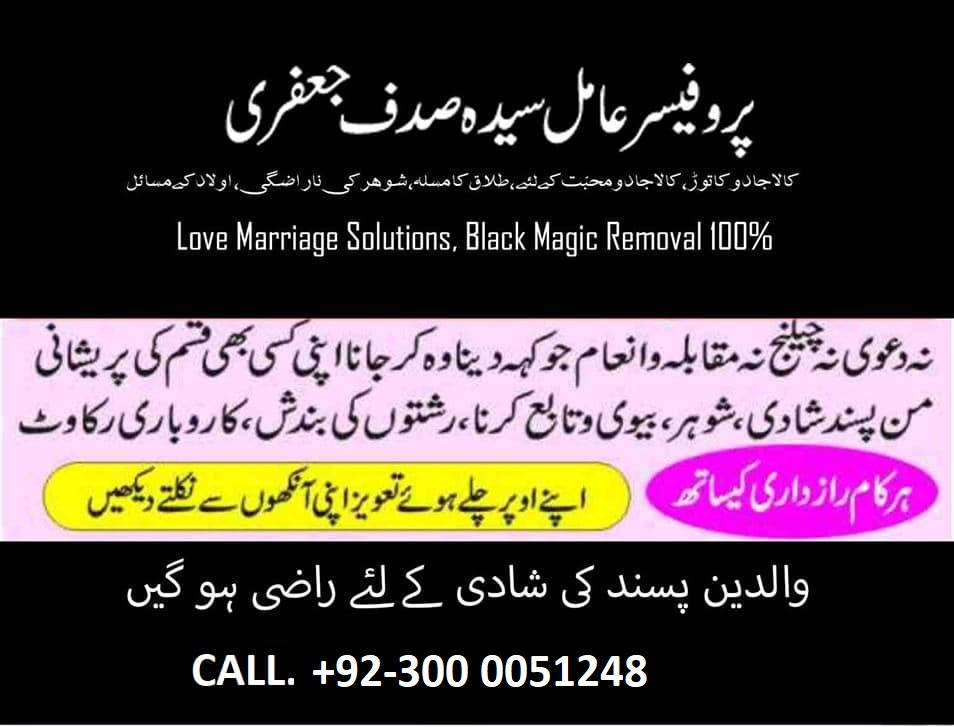 پروفیسر عامل سیدہ صدف جعفری
کالا جادو کا توڑ، کالا جادو محبت کے لئے، طلاق کا مسلہ، شوہر کی ناراضگی، اولاد کے مسائل
Love Marriage Solutions, Black Magic Removal 100%
نہ دعوی نہ چیلنج نہ مقابلہ و انعام جو کہہ دینا وہ کر جانا اپنی کسی بھی قسم کی پریشانی
من پسند شادی، شوہر، بیوی و تابع کرنا، رشتوں کی بندش، کاروباری رکاوٹ
ہر کام رازداری کیساتھ
اپنے اوپر چلے ہوئے تعویز اپنی آنکھوں سے نکلتے دیکھیں
والدین پسند کی شادی کے لئے راضی ہو گیں
CALL. +92-300 0051248